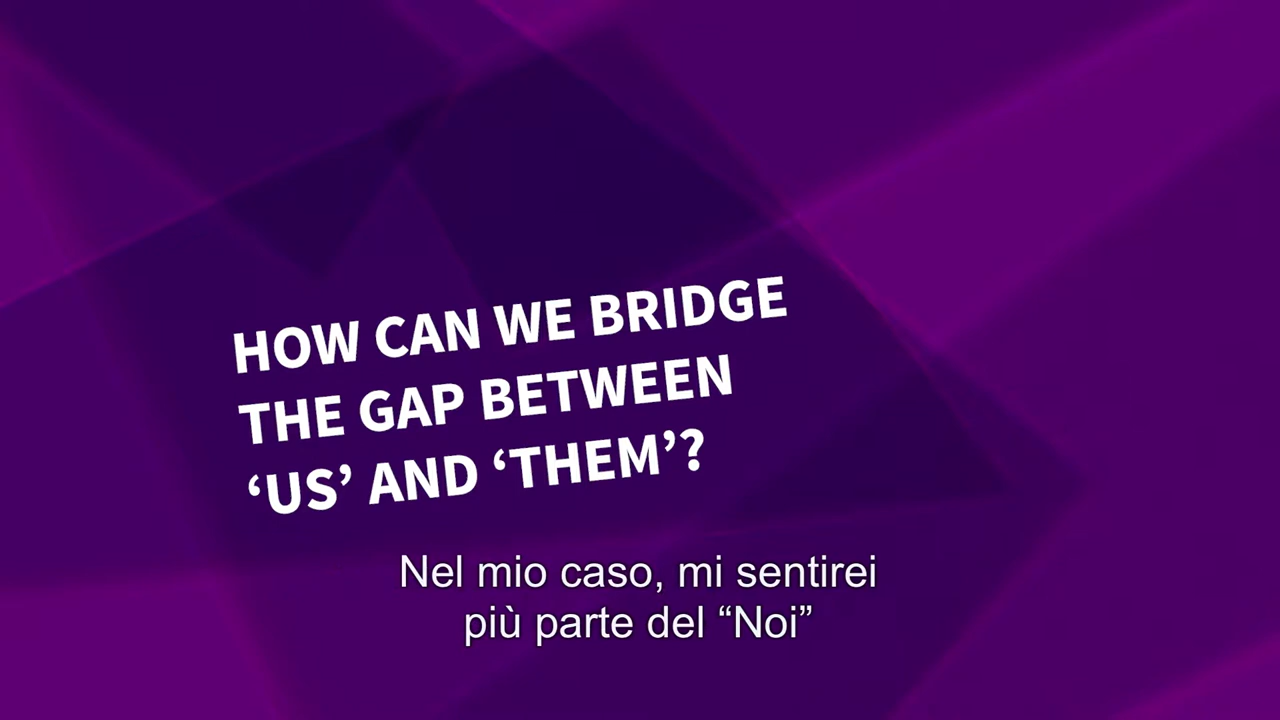 HOW CAN WE BRIDGE
THE GAP BETWEEN
‘US’ AND ‘THEM’?
Nel mio caso, mi sentirei
più parte del “Noi”